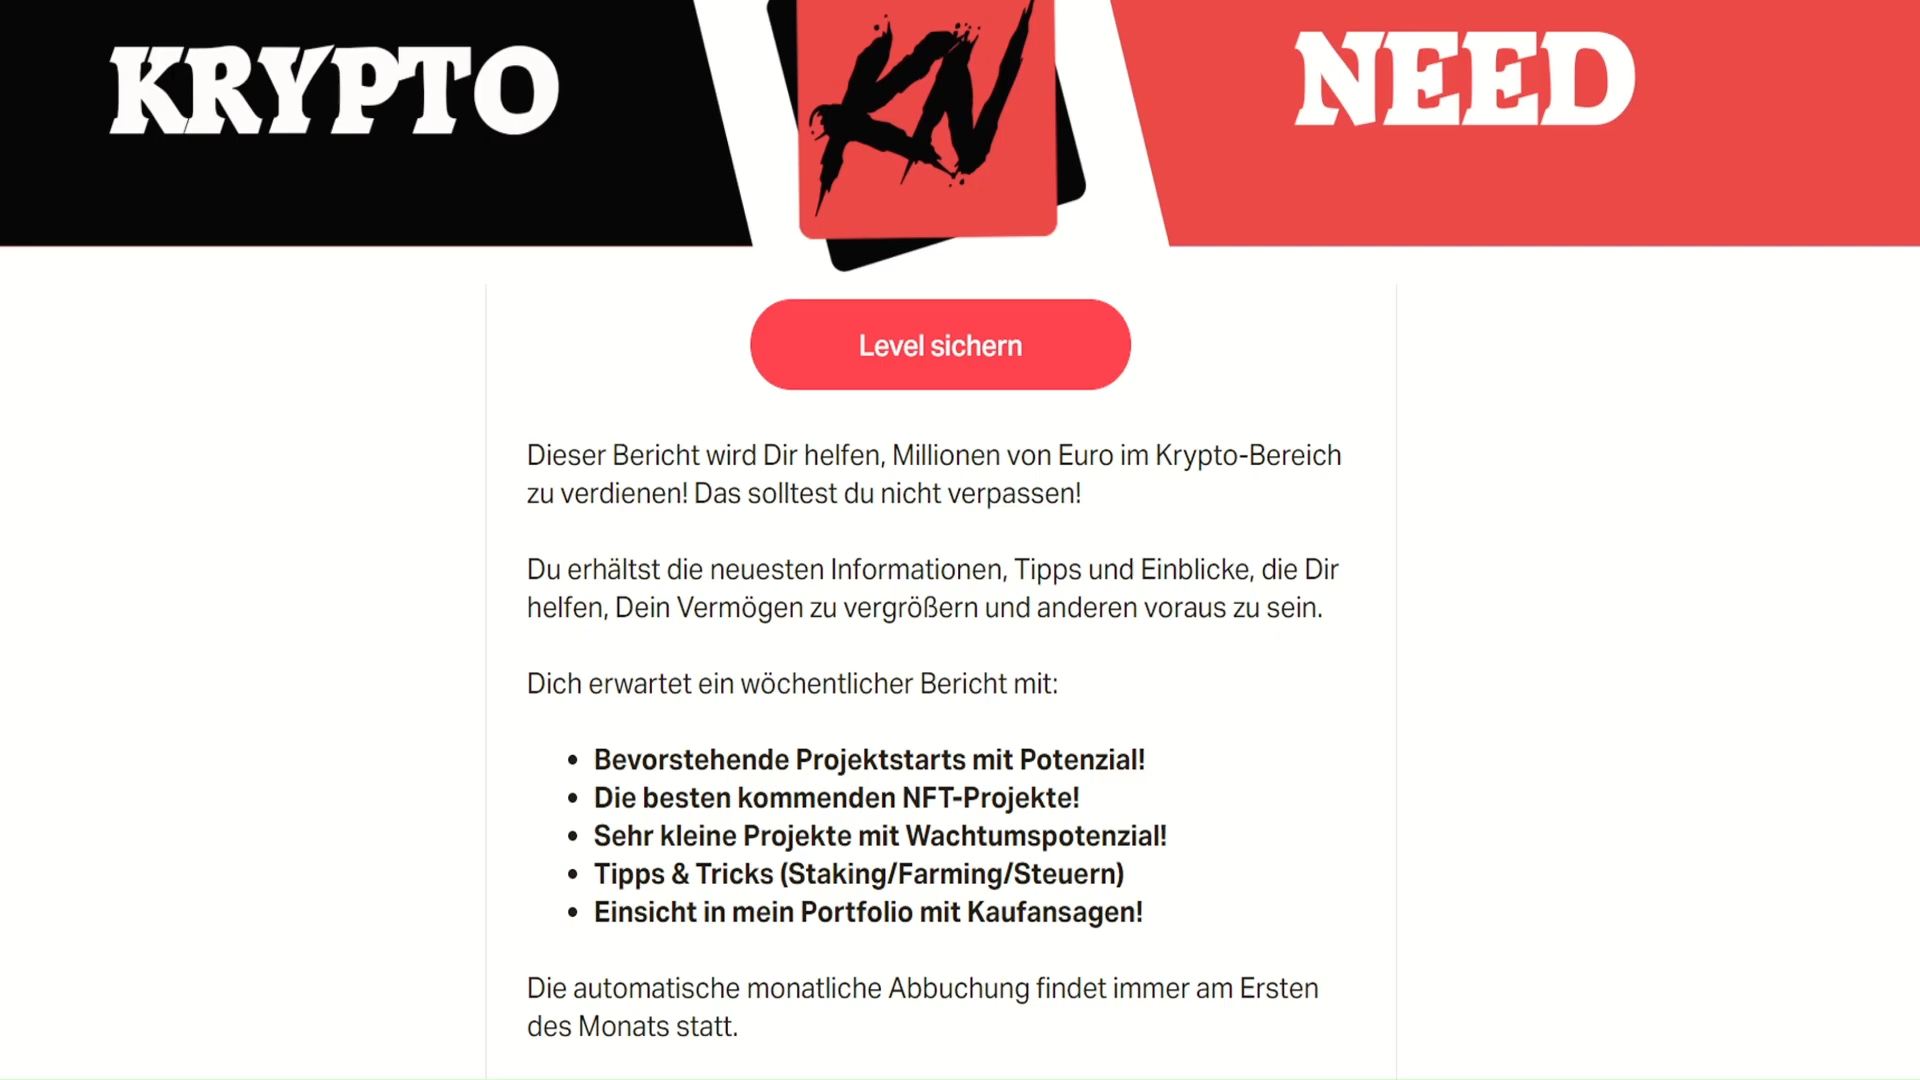 KRYPTO
KN
NEED
Level sichern
Dieser Bericht wird Dir helfen, Millionen von Euro im Krypto-Bereich
zu verdienen! Das solltest du nicht verpassen!
Du erhältst die neuesten Informationen, Tipps und Einblicke, die Dir
helfen, Dein Vermögen zu vergrößern und anderen voraus zu sein.
Dich erwartet ein wöchentlicher Bericht mit:
• Bevorstehende Projektstarts mit Potenzial!
• Die besten kommenden NFT-Projekte!
• Sehr kleine Projekte mit Wachtumspotenzial!
• Tipps & Tricks (Staking/Farming/Steuern)
• Einsicht in mein Portfolio mit Kaufansagen!
Die automatische monatliche Abbuchung findet immer am Ersten
des Monats statt.